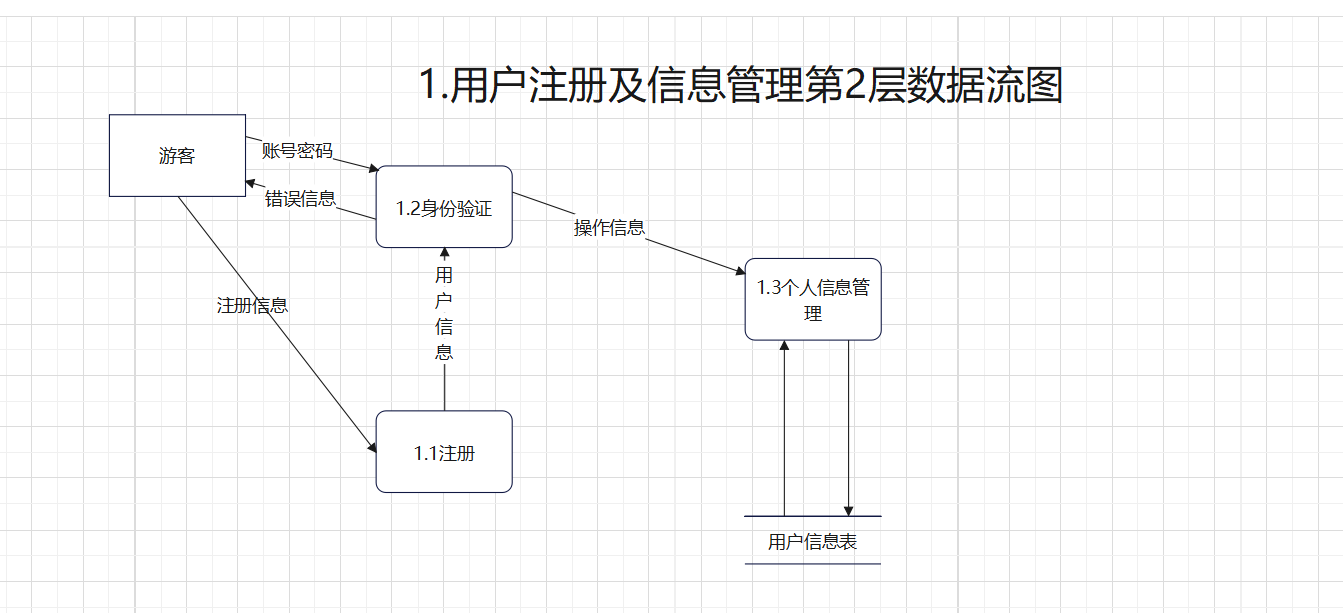 1.用户注册及信息管理第2层数据流图
游客
账号密码
错误信息
1.2身份验证
操作信息
用
户
信
息
注册信息
1.3个人信息管
理
1.1注册
用户信息表